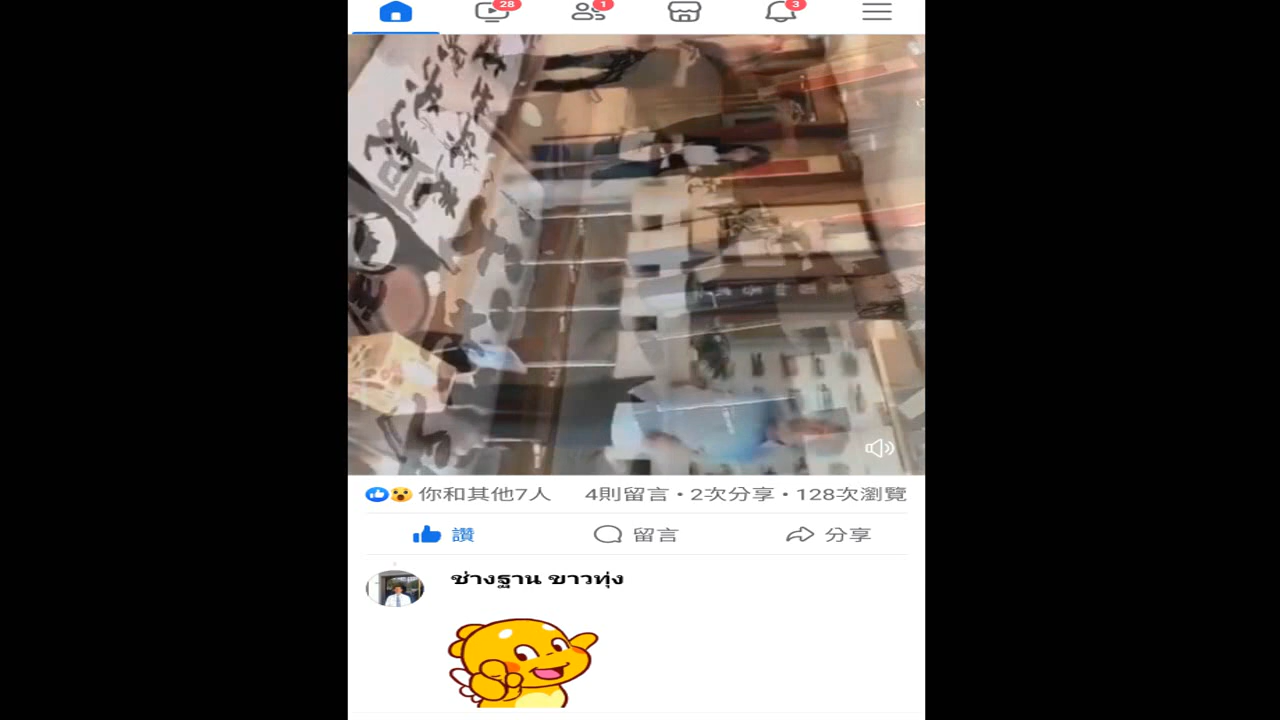 28
1
3
你和其他7人 4則留言 • 2次分享 • 128次瀏覽
讚 留言 分享
ช่างฐาน ขาวทุ่ง